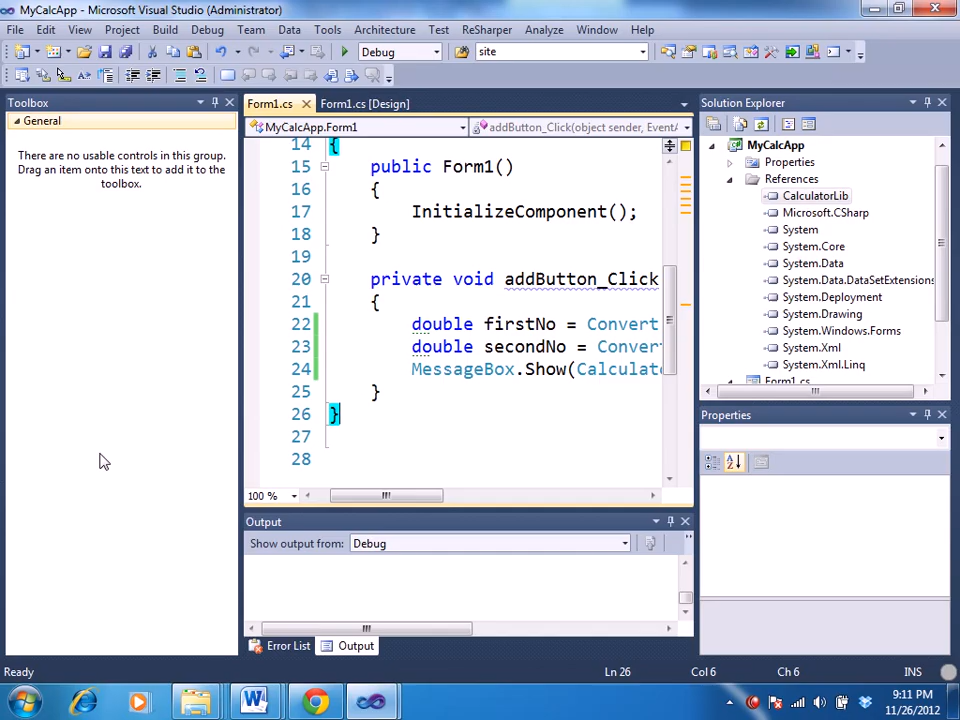 MyCalcApp - Microsoft Visual Studio (Administrator)
File Edit View Project Build Debug Team Data Tools Architecture Test ReSharper Analyze Window Help
Debug site
Toolbox
General
There are no usable controls in this group.
Drag an item onto this text to add it to the
toolbox.
Form1.cs Form1.cs [Design]
MyCalcApp.Form1 addButton_Click(object sender, EventA
14 {
15 public Form1()
16 {
17 InitializeComponent();
18 }
19
20 private void addButton_Click
21 {
22 double firstNo = Convert
23 double secondNo = Convert
24 MessageBox.Show(Calculato
25 }
26 }
27
28
100 %
Output
Show output from: Debug
Error List Output
Solution Explorer
MyCalcApp
Properties
References
CalculatorLib
Microsoft.CSharp
System
System.Core
System.Data
System.Data.DataSetExtensions
System.Deployment
System.Drawing
System.Windows.Forms
System.Xml
System.Xml.Linq
Form1.cs
Properties
Ready Ln 26 Col 6 Ch 6 INS
9:11 PM
11/26/2012